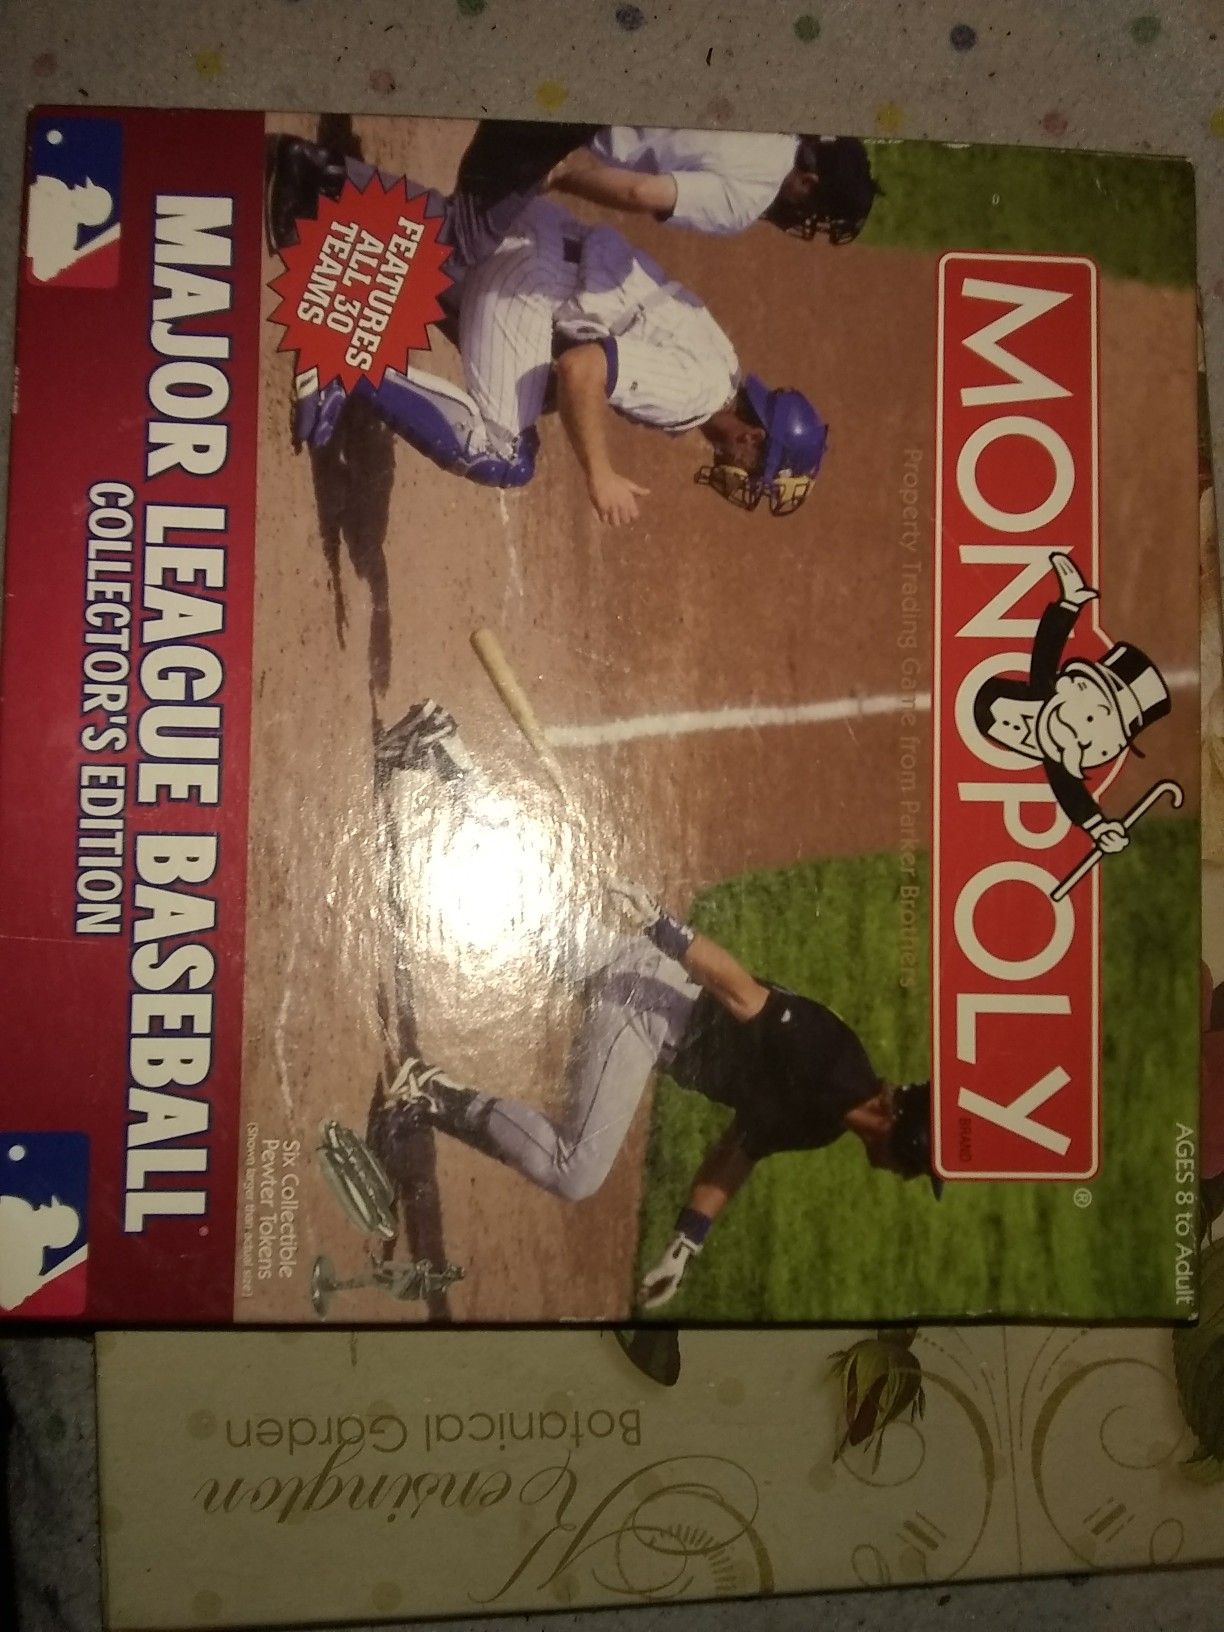 AGES 8 to Adult
MONOPOLY®
BRAND
Property Trading Game from Parker Brothers
FEATURES
ALL 30
TEAMS
Six Collectible
Pewter Tokens
(Shown larger than actual size)
MAJOR LEAGUE BASEBALL
COLLECTOR'S EDITION
Kensington
Botanical Garden